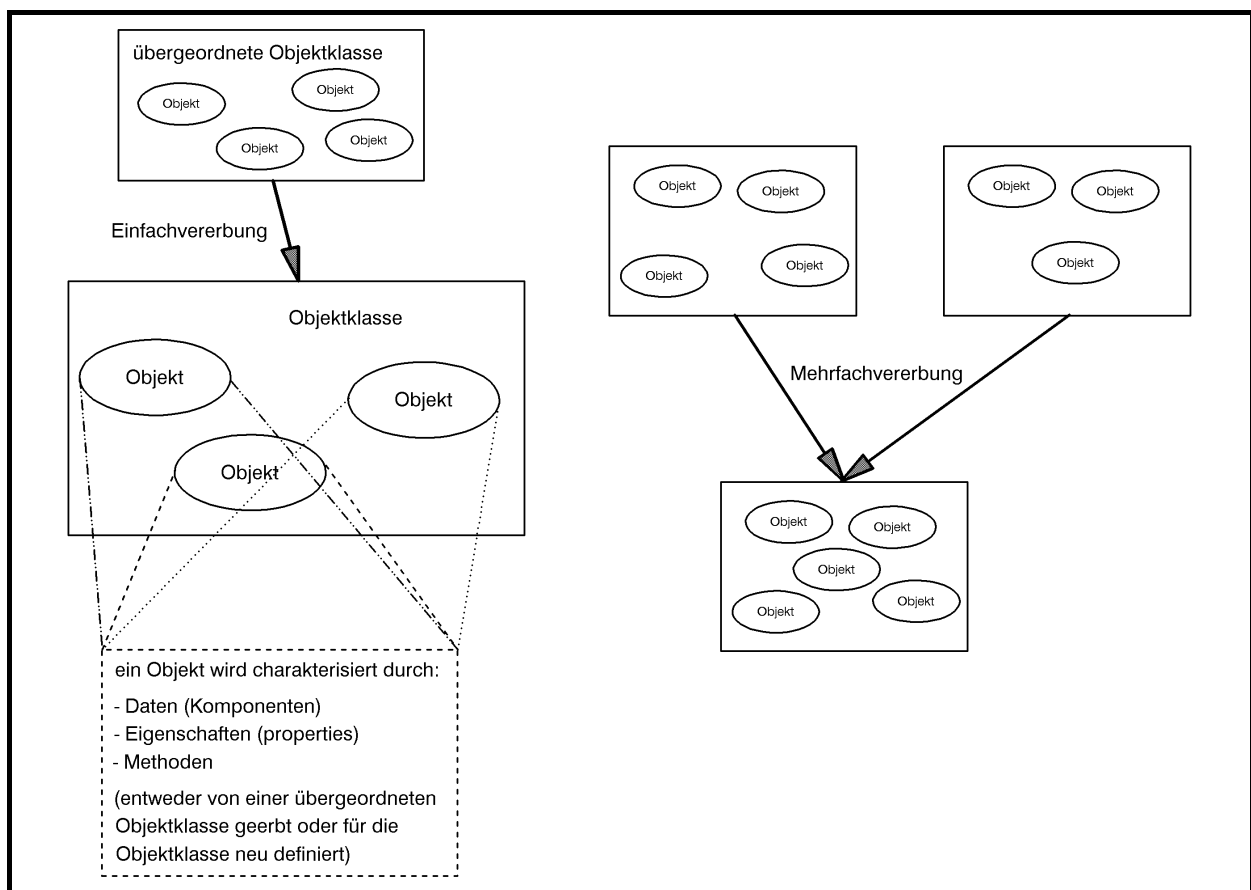 übergeordnete Objektklasse
Objekt
Objekt
Objekt
Objekt
Einfachvererbung
Objektklasse
Objekt
Objekt
Objekt
ein Objekt wird charakterisiert durch:
- Daten (Komponenten)
- Eigenschaften (properties)
- Methoden
(entweder von einer übergeordneten
Objektklasse geerbt oder für die
Objektklasse neu definiert)
Objekt
Objekt
Objekt
Objekt
Objekt
Objekt
Objekt
Mehrfachvererbung
Objekt
Objekt
Objekt
Objekt
Objekt